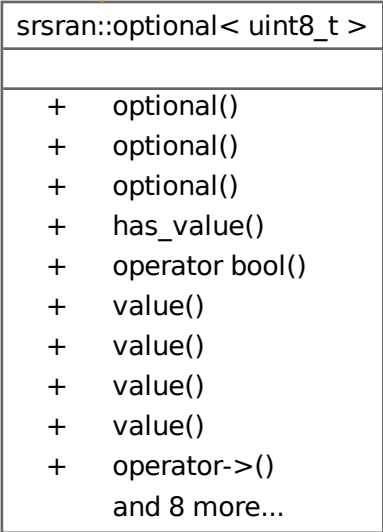 srsran::optional< uint8_t >
+ optional()
+ optional()
+ optional()
+ has_value()
+ operator bool()
+ value()
+ value()
+ value()
+ value()
+ operator->()
and 8 more...